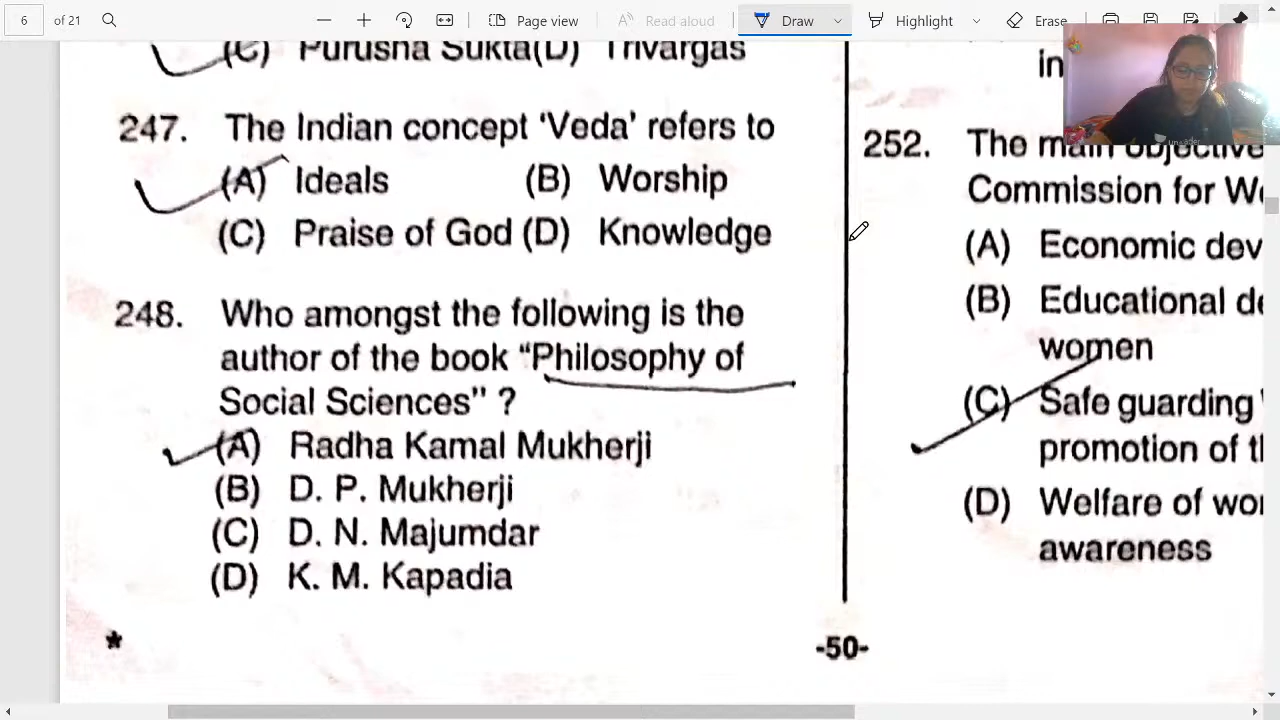 6 of 21 Page view Read aloud Draw Highlight Erase
(C) Purusha Sukta(D) Trivargas
247. The Indian concept ‘Veda’ refers to
(A) Ideals (B) Worship
(C) Praise of God (D) Knowledge
248. Who amongst the following is the
author of the book “Philosophy of
Social Sciences” ?
(A) Radha Kamal Mukherji
(B) D. P. Mukherji
(C) D. N. Majumdar
(D) K. M. Kapadia
*
-50-
in
252. The main objective
Commission for W
(A) Economic dev
(B) Educational d
women
(C) Safe guarding
promotion of t
(D) Welfare of wo
awareness